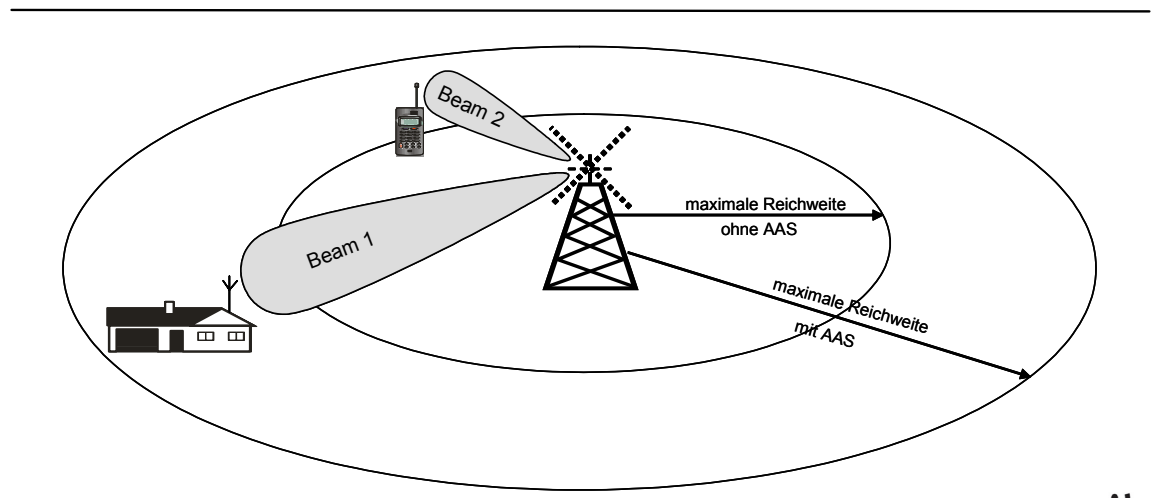 Beam 2
maximale Reichweite
ohne AAS
Beam 1
maximale Reichweite
mit AAS